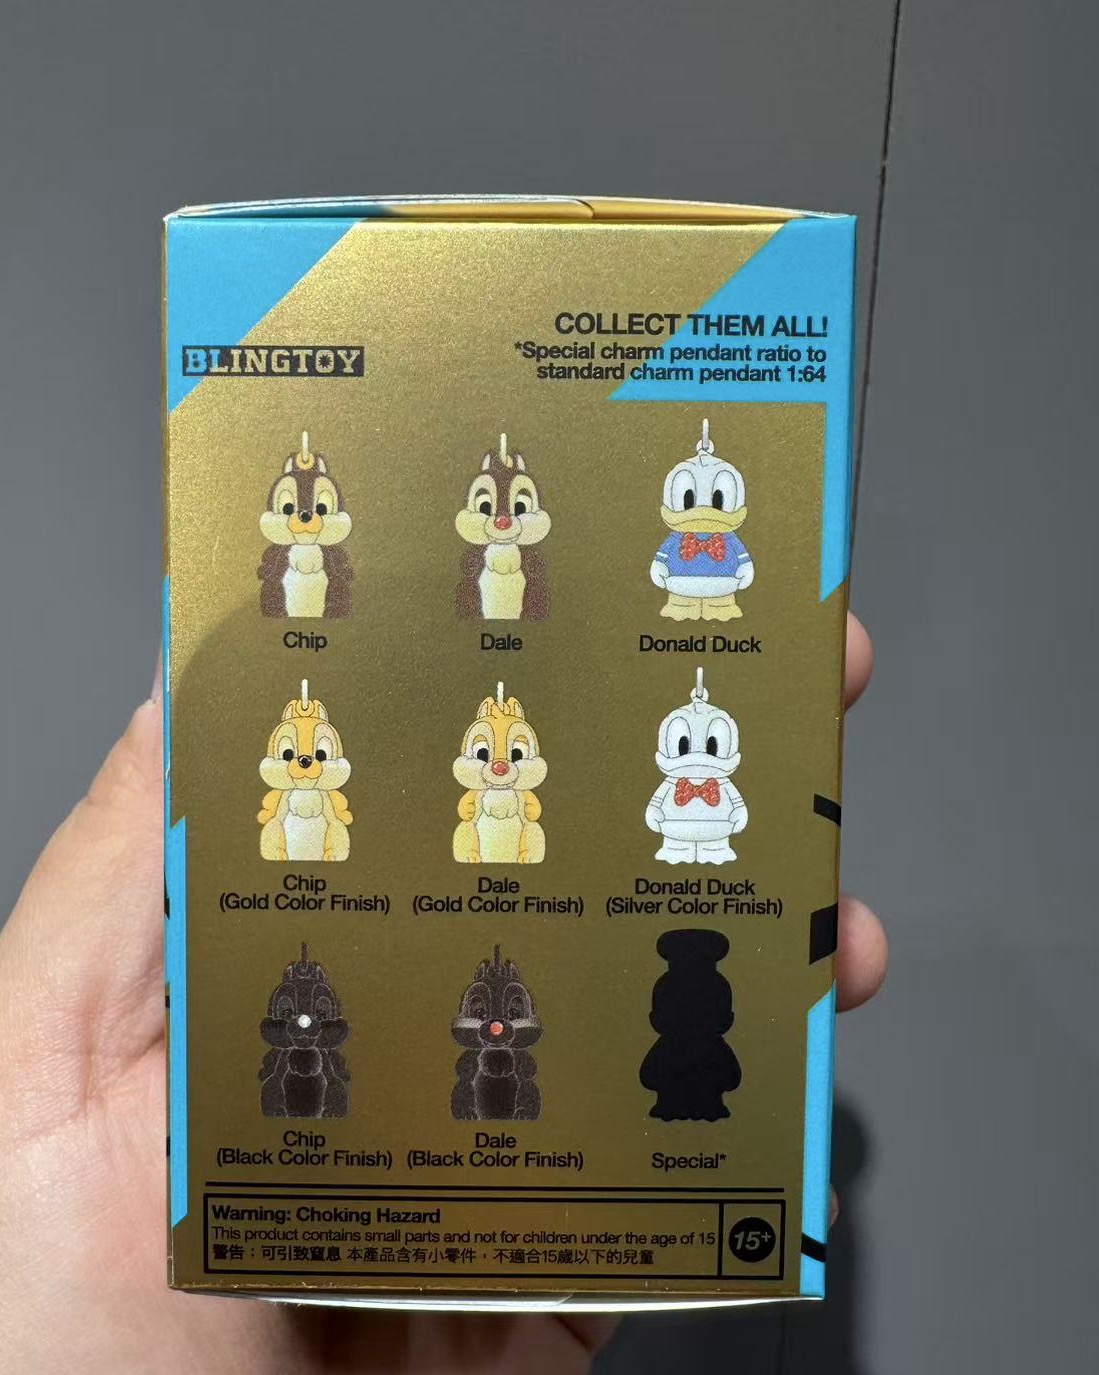 COLLECT THEM ALL!
BLINGTOY
*Special charm pendant ratio to
standard charm pendant 1:64
Chip
Dale
Donald Duck
Chip
(Gold Color Finish)
Dale
(Gold Color Finish)
Donald Duck
(Silver Color Finish)
Chip
(Black Color Finish)
Dale
(Black Color Finish)
Special*
Warning: Choking Hazard
This product contains small parts and not for children under the age of 15
警告：可引致窒息 本產品含有小零件，不適合15歲以下的兒童
15+